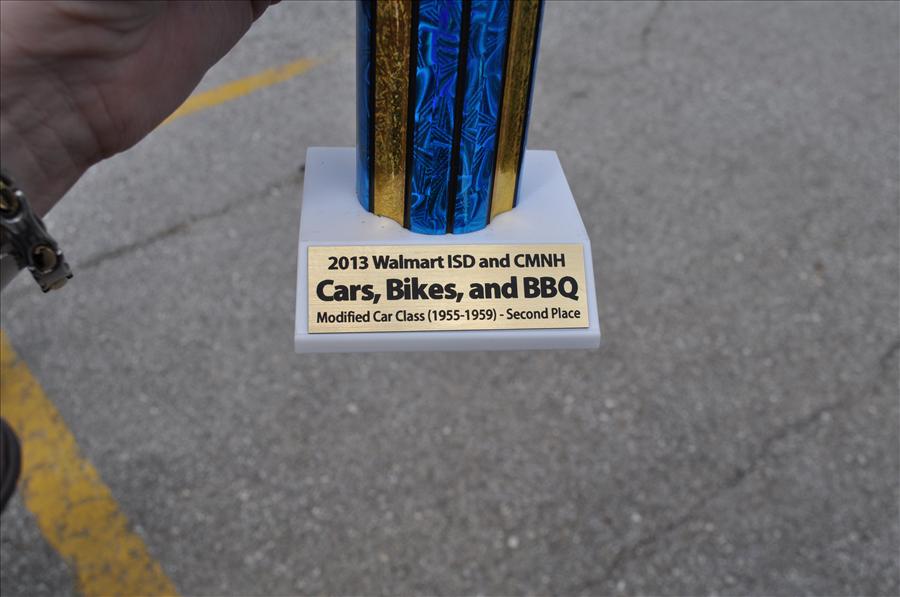 2013 Walmart ISD and CMNH
Cars, Bikes, and BBQ
Modified Car Class (1955-1959) - Second Place